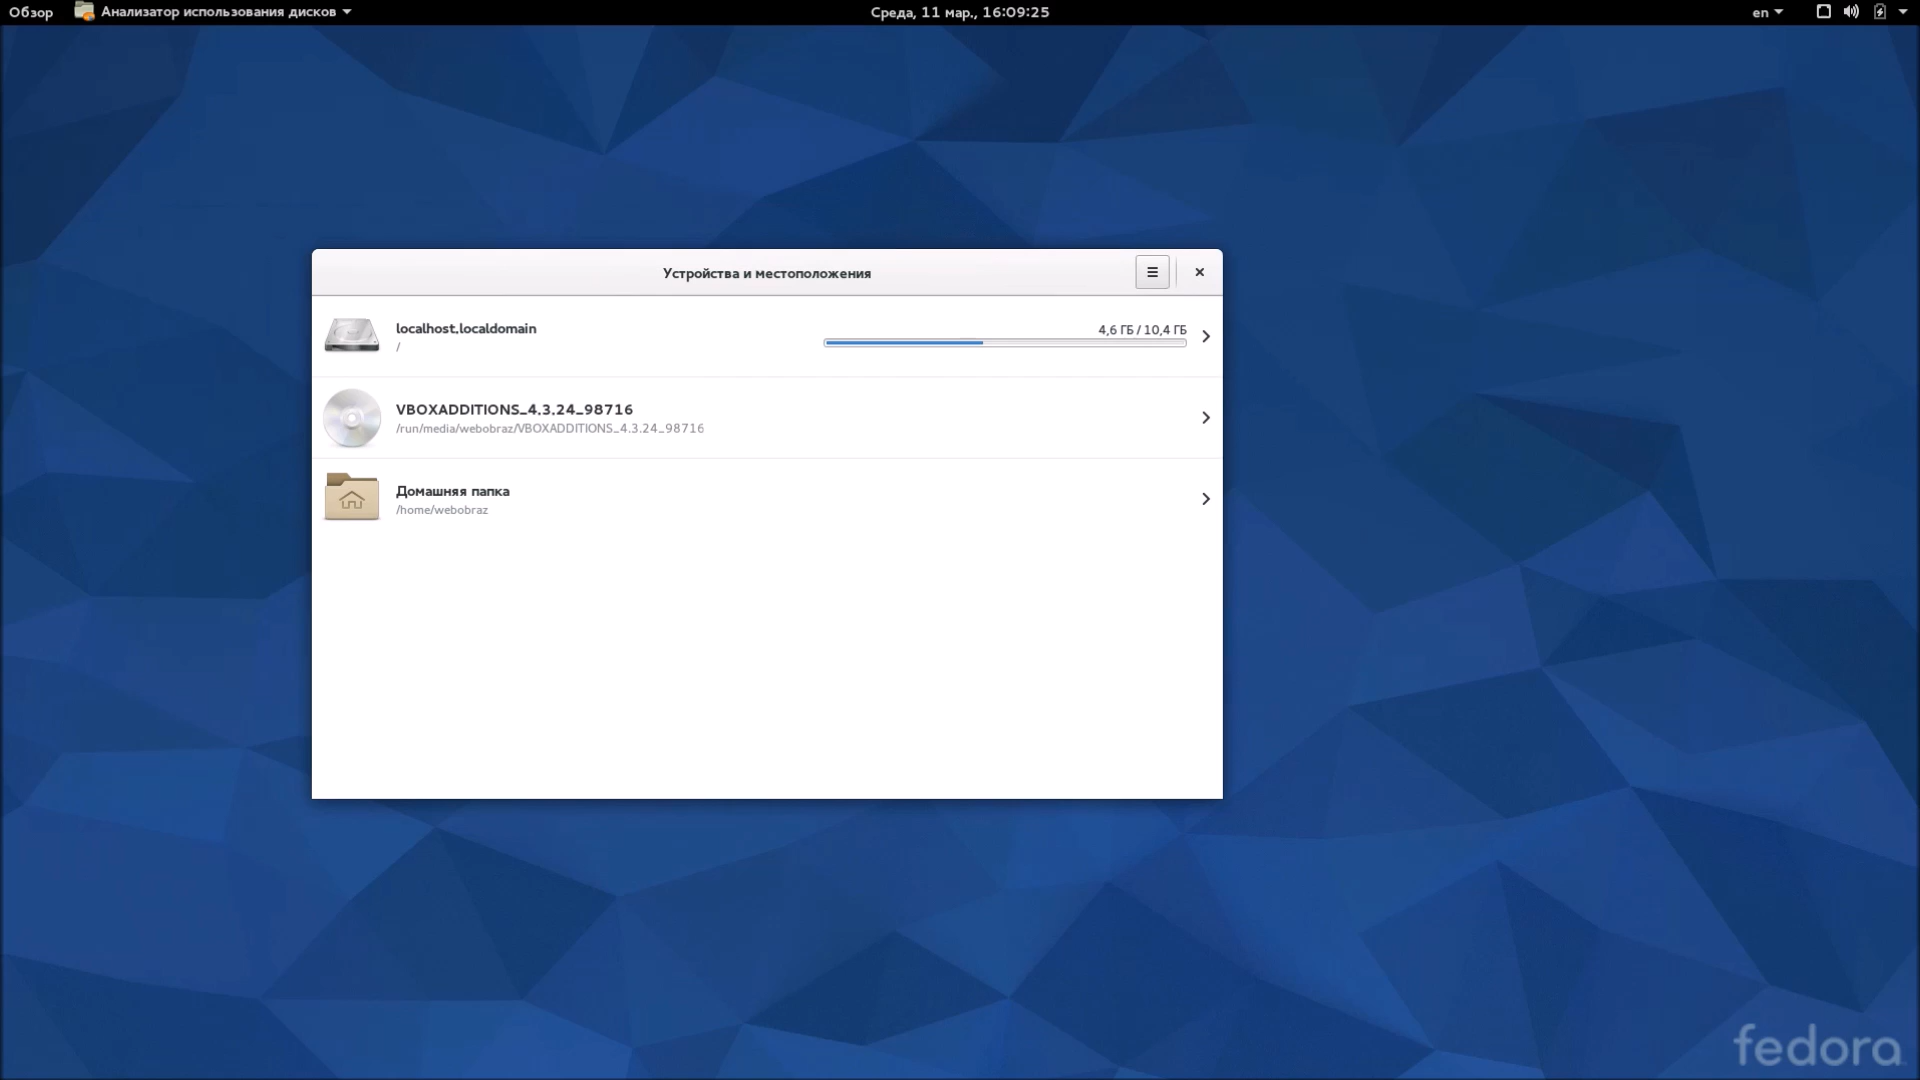 Обзор Анализатор использования дисков Среда, 11 мар., 16:09:25 en
Устройства и местоположения
localhost.localdomain
/
4,6 ГБ / 10,4 ГБ
VBOXADDITIONS_4.3.24_98716
/run/media/webobraz/VBOXADDITIONS_4.3.24_98716
Домашняя папка
/home/webobraz
fedora